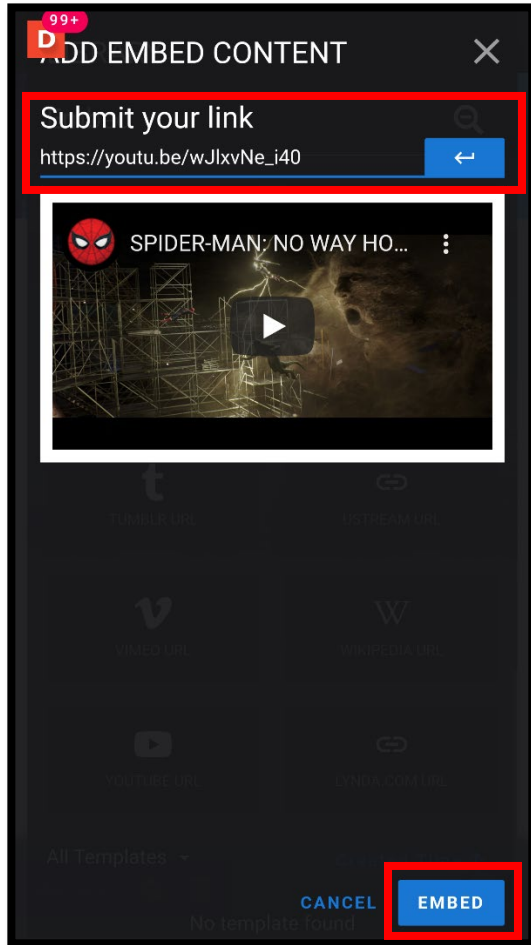 99+
D
ADD EMBED CONTENT
Submit your link
https://youtu.be/wJlxvNe_i40
SPIDER-MAN: NO WAY HO...
TUMBLR URL
USTREAM URL
VIMEO URL
WIKIPEDIA URL
YOUTUBE URL
LYNDA.COM URL
All Templates
CANCEL
EMBED
No template found